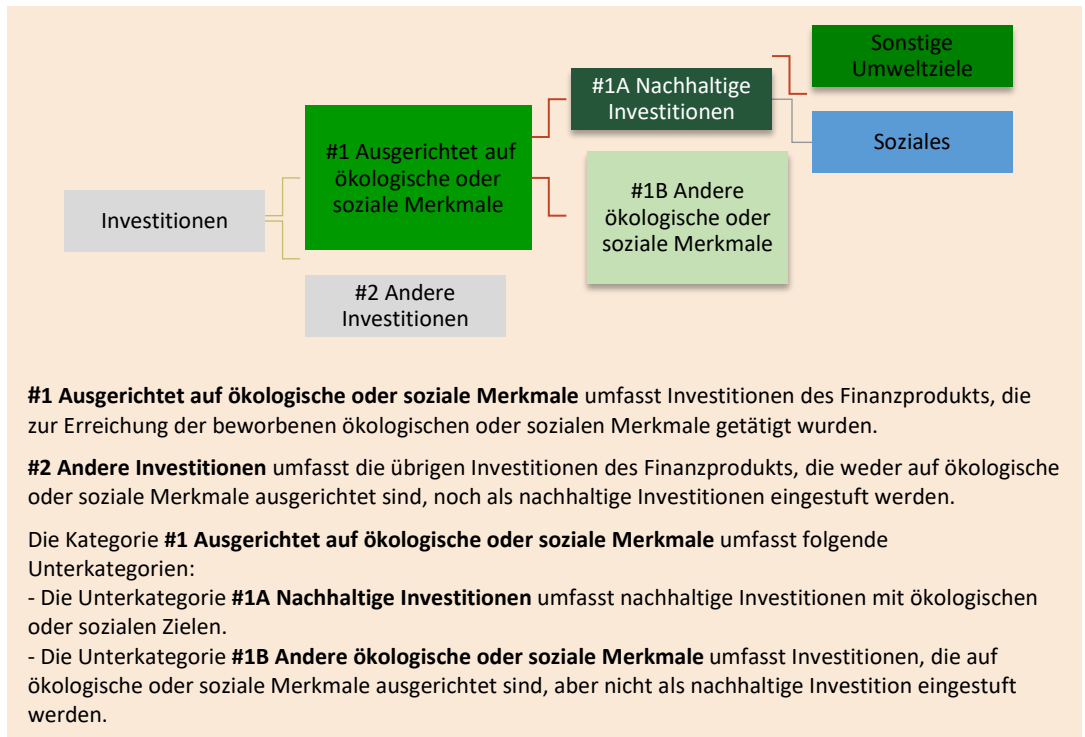 Sonstige
Umweltziele
#1A Nachhaltige
Investitionen
Soziales
#1 Ausgerichtet auf
ökologische oder
soziale Merkmale
#1B Andere
ökologische oder
soziale Merkmale
Investitionen
#2 Andere
Investitionen
#1 Ausgerichtet auf ökologische oder soziale Merkmale umfasst Investitionen des Finanzprodukts, die
zur Erreichung der beworbenen ökologischen oder sozialen Merkmale getätigt wurden.
#2 Andere Investitionen umfasst die übrigen Investitionen des Finanzprodukts, die weder auf ökologische
oder soziale Merkmale ausgerichtet sind, noch als nachhaltige Investitionen eingestuft werden.
Die Kategorie #1 Ausgerichtet auf ökologische oder soziale Merkmale umfasst folgende
Unterkategorien:
- Die Unterkategorie #1A Nachhaltige Investitionen umfasst nachhaltige Investitionen mit ökologischen
oder sozialen Zielen.
- Die Unterkategorie #1B Andere ökologische oder soziale Merkmale umfasst Investitionen, die auf
ökologische oder soziale Merkmale ausgerichtet sind, aber nicht als nachhaltige Investition eingestuft
werden.